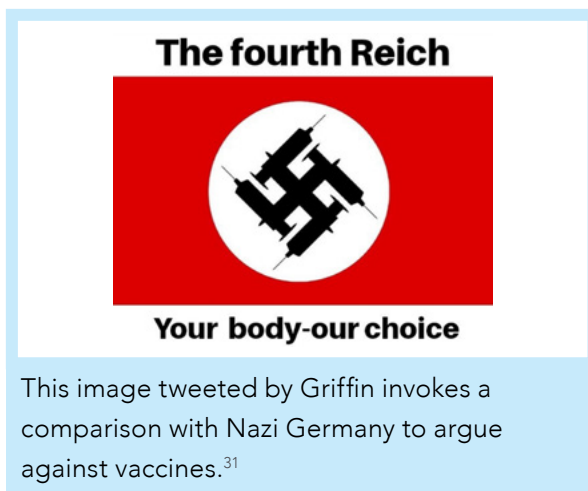 The fourth Reich
Your body-our choice
This image tweeted by Griffin invokes a
comparison with Nazi Germany to argue
against vaccines.31